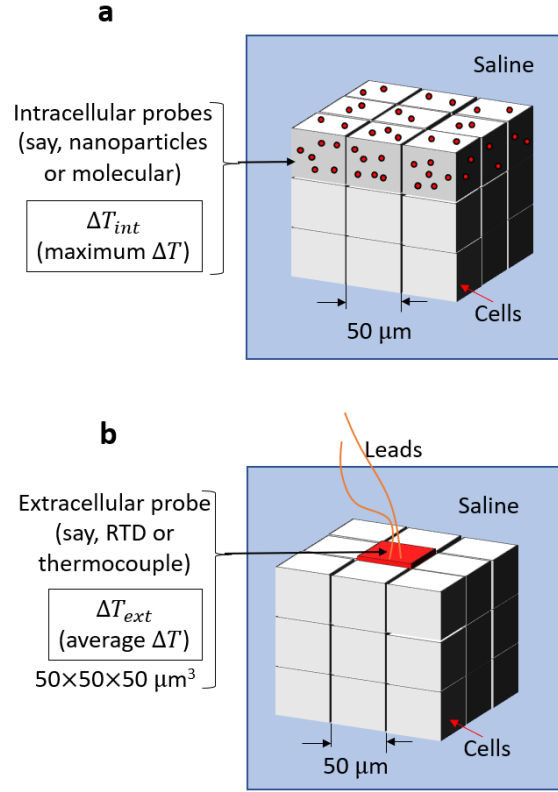 a
Saline
Intracellular probes
(say, nanoparticles
or molecular)
ΔT_int
(maximum ΔT)
50 μm
Cells
b
Leads
Saline
Extracellular probe
(say, RTD or
thermocouple)
ΔT_ext
(average ΔT)
50×50×50 μm³
50 μm
Cells